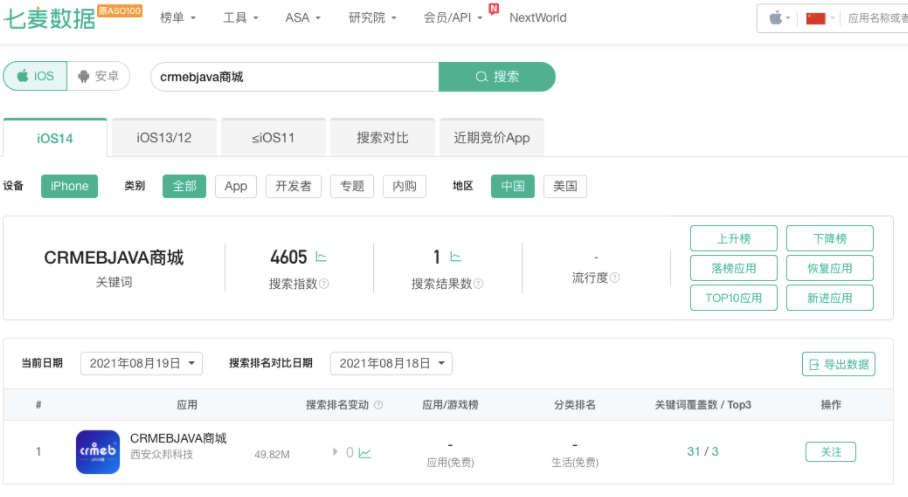 七麦数据 原ASO100 榜单 工具 ASA 研究院 会员/API N NextWorld 应用名称或者
iOS 安卓 crmebjava商城 搜索
iOS14 iOS13/12 ≤iOS11 搜索对比 近期竞价App
设备 iPhone 类别 全部 App 开发者 专题 内购 地区 中国 美国
上升榜 下降榜
CRMEBJAVA商城 4605 1 -
落榜应用 恢复应用
关键词 搜索指数 搜索结果数 流行度
TOP10应用 新进应用
当前日期 2021年08月19日 搜索排名对比日期 2021年08月18日 导出数据
# 应用 搜索排名变动 应用/游戏榜 分类排名 关键词覆盖数 / Top3 操作
CRMEBJAVA商城
1 crmeb 49.82M 0 - - 31 / 3 关注
西安众邦科技 应用(免费) 生活(免费)